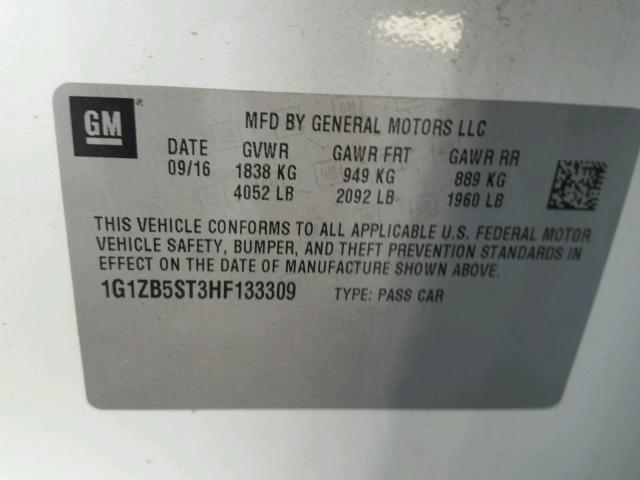 GM
MFD BY GENERAL MOTORS LLC
DATE GVWR GAWR FRT GAWR RR
09/16 1838 KG 949 KG 889 KG
4052 LB 2092 LB 1960 LB
THIS VEHICLE CONFORMS TO ALL APPLICABLE U.S. FEDERAL MOTOR
VEHICLE SAFETY, BUMPER, AND THEFT PREVENTION STANDARDS IN
EFFECT ON THE DATE OF MANUFACTURE SHOWN ABOVE.
1G1ZB5ST3HF133309 TYPE: PASS CAR